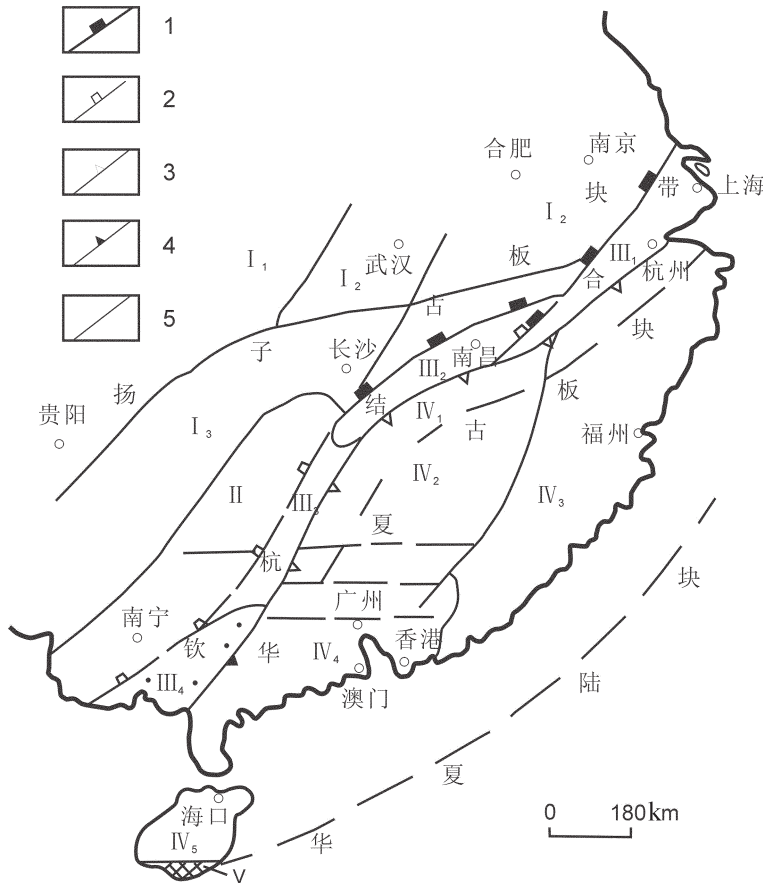 1
2
3
4
5
合肥
南京
块
带
上海
Ⅰ₂
Ⅰ₁
武汉
Ⅰ₂
板
合
Ⅲ₁
杭州
古
块
子
长沙
南昌
Ⅲ₂
扬
结
Ⅳ₁
板
贵阳
Ⅰ₃
古
福州
Ⅱ
Ⅲ₃
Ⅳ₂
Ⅳ₃
夏
杭
块
广州
南宁
钦
华
Ⅳ₄
香港
Ⅲ₄
澳门
陆
夏
海口
Ⅳ₅
华
Ⅴ
0 180km